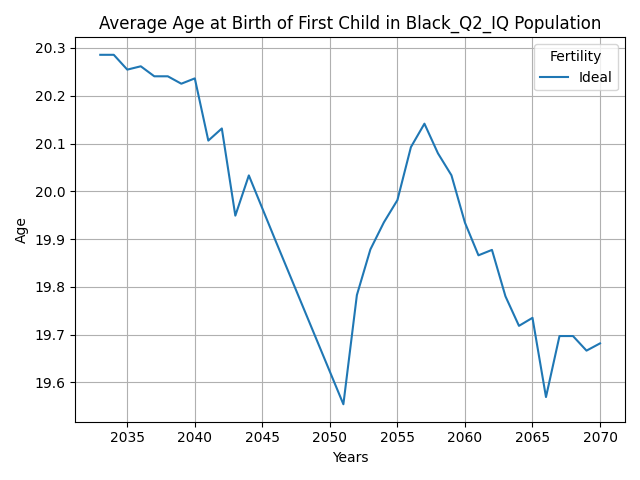 Average Age at Birth of First Child in Black_Q2_IQ Population
Fertility
Ideal
Age
20.3
20.2
20.1
20.0
19.9
19.8
19.7
19.6
2035 2040 2045 2050 2055 2060 2065 2070
Years